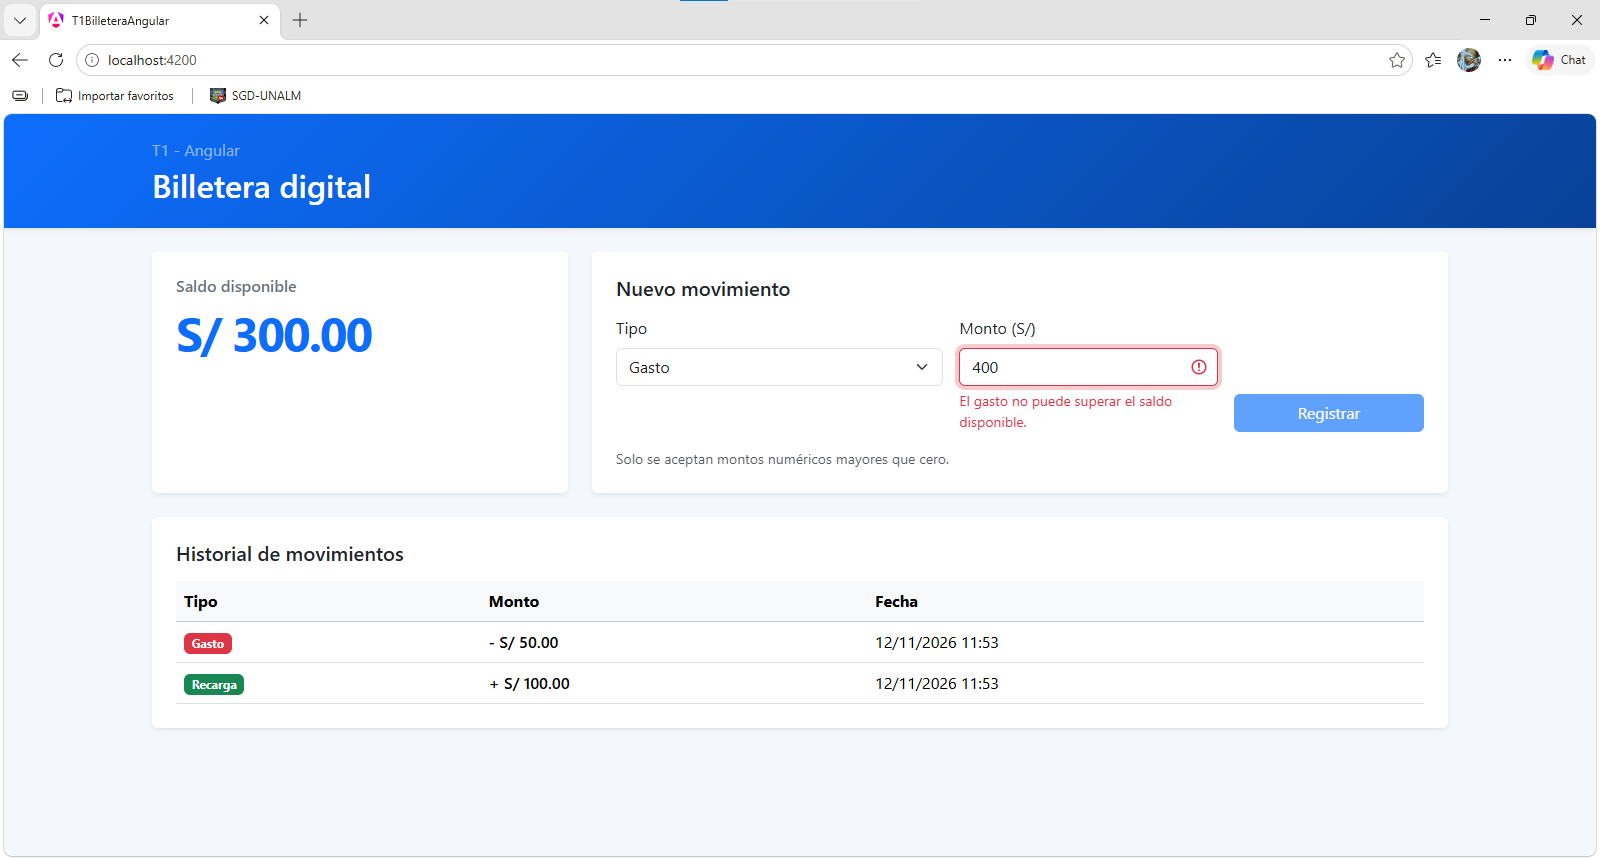 T1BilleteraAngular
localhost:4200
Chat
Importar favoritos
SGD-UNALM
T1 - Angular
Billetera digital
Saldo disponible
S/ 300.00
Nuevo movimiento
Tipo
Monto (S/)
Gasto
400
El gasto no puede superar el saldo
disponible.
Registrar
Solo se aceptan montos numéricos mayores que cero.
Historial de movimientos
Tipo Monto Fecha
Gasto - S/ 50.00 12/11/2026 11:53
Recarga + S/ 100.00 12/11/2026 11:53